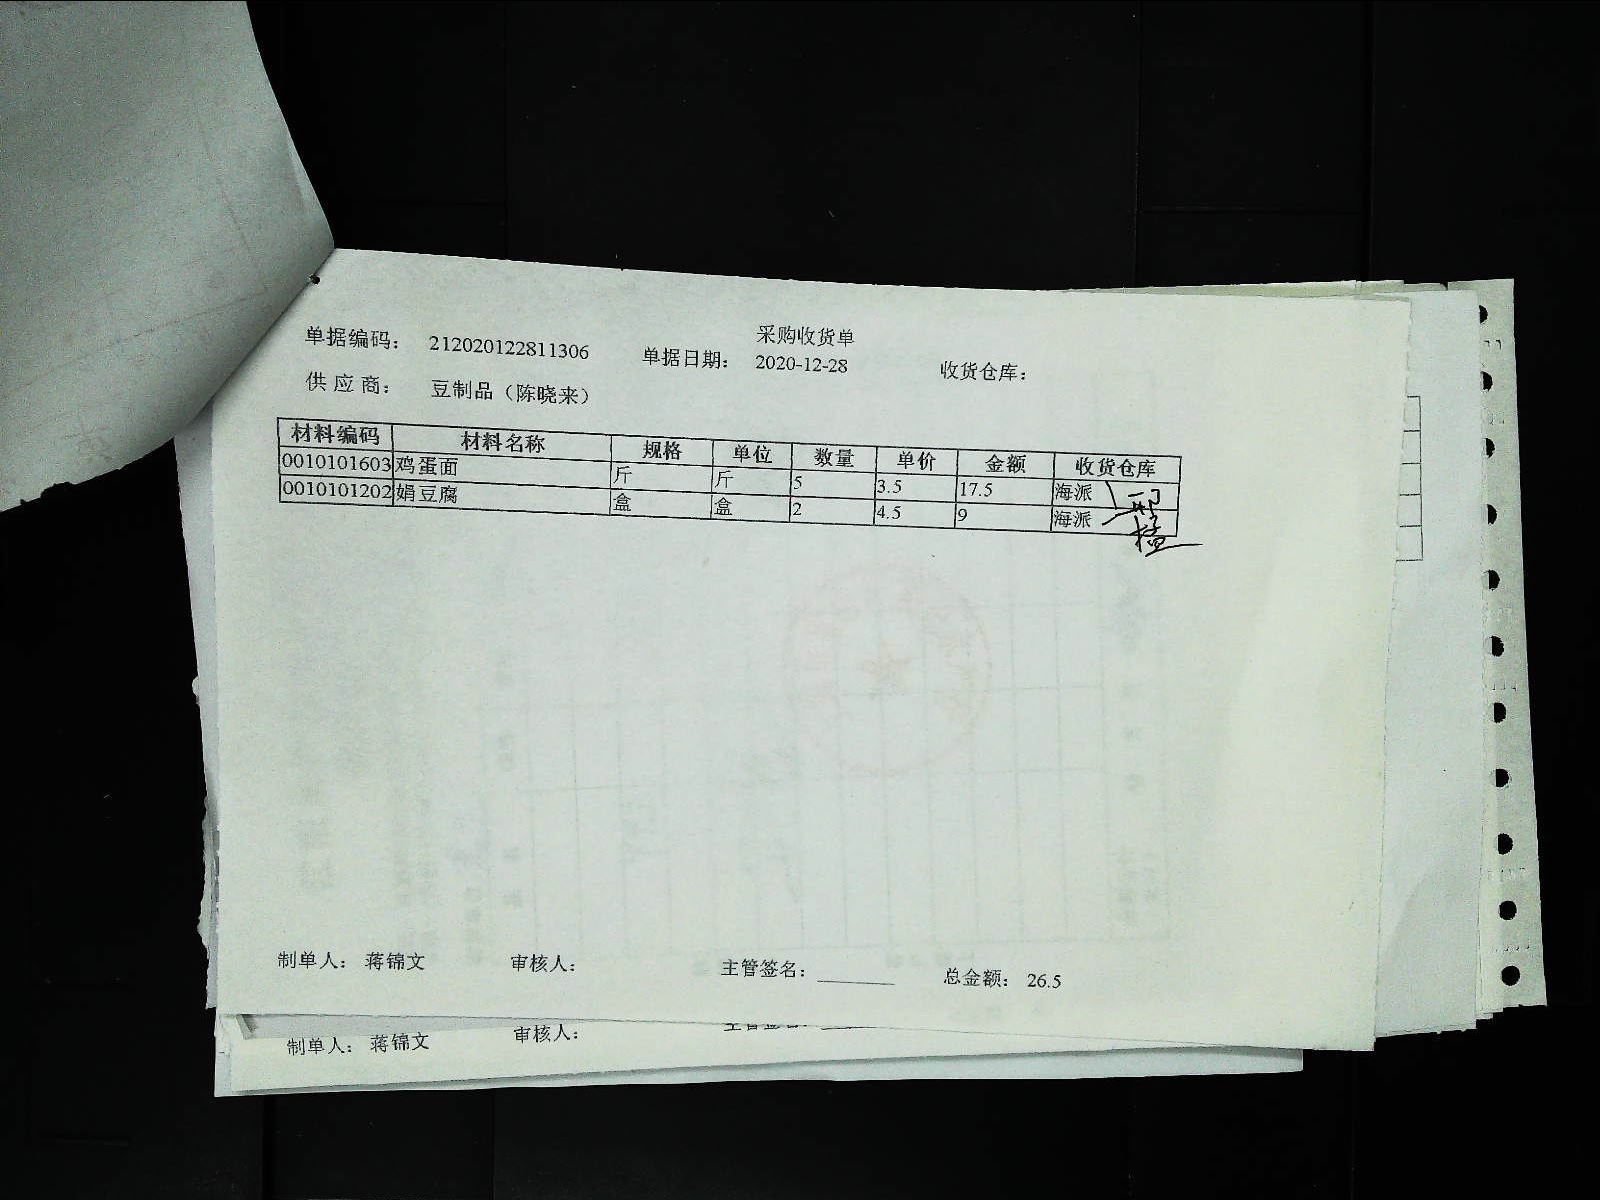 采购收货单
单据编码： 212020122811306 单据日期： 2020-12-28 收货仓库：
供 应 商： 豆制品（陈晓来）
材料编码 材料名称 规格 单位 数量 单价 金额 收货仓库
0010101603 鸡蛋面 斤 斤 5 3.5 17.5 海派
0010101202 娟豆腐 盒 盒 2 4.5 9 海派
制单人： 蒋锦文 审核人： 主管签名：________ 总金额： 26.5
制单人： 蒋锦文 审核人：